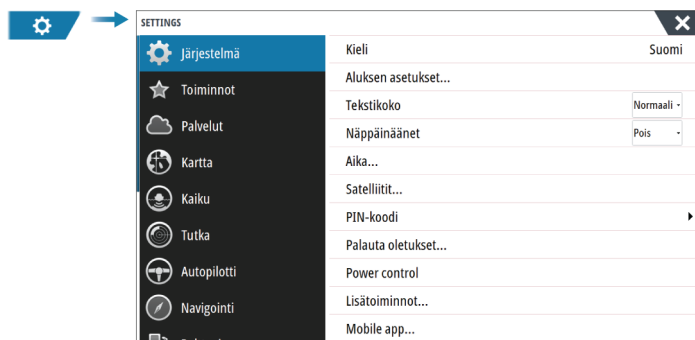 SETTINGS
Järjestelmä
Toiminnot
Palvelut
Kartta
Kaiku
Tutka
Autopilotti
Navigointi
Kieli Suomi
Aluksen asetukset...
Tekstikoko Normaali
Näppäinäänet Pois
Aika...
Satelliitit...
PIN-koodi
Palauta oletukset...
Power control
Lisätoiminnot...
Mobile app...